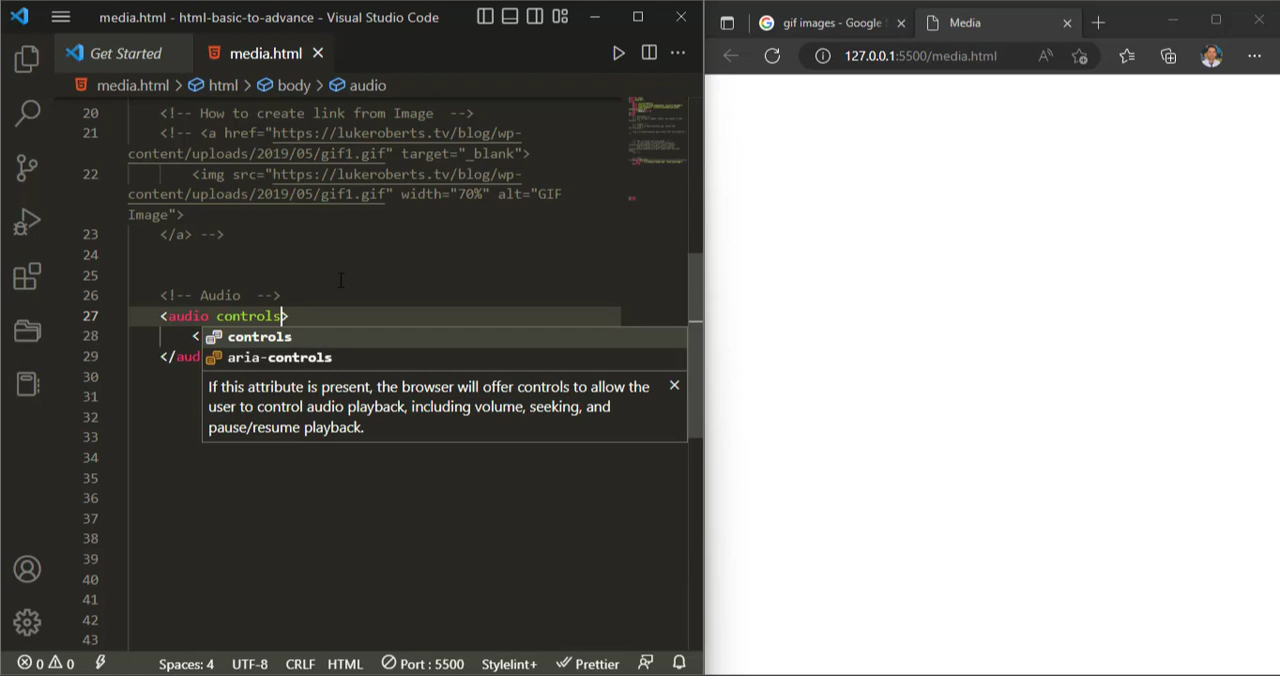 media.html - html-basic-to-advance - Visual Studio Code
Get Started
media.html
media.html > html > body > audio
20 <!-- How to create link from Image  -->
21 <!-- <a href="https://lukeroberts.tv/blog/wp-
content/uploads/2019/05/gif1.gif" target="_blank">
22 <img src="https://lukeroberts.tv/blog/wp-
content/uploads/2019/05/gif1.gif" width="70%" alt="GIF
Image">
23 </a> -->
24
25
26 <!-- Audio  -->
27 <audio controls>
28 <
29 </aud
controls
aria-controls
If this attribute is present, the browser will offer controls to allow the
user to control audio playback, including volume, seeking, and
pause/resume playback.
30
31
32
33
34
35
36
37
38
39
40
41
42
43
0 0 Spaces: 4 UTF-8 CRLF HTML Port : 5500 Stylelint+ Prettier
gif images - Google
Media
127.0.0.1:5500/media.html